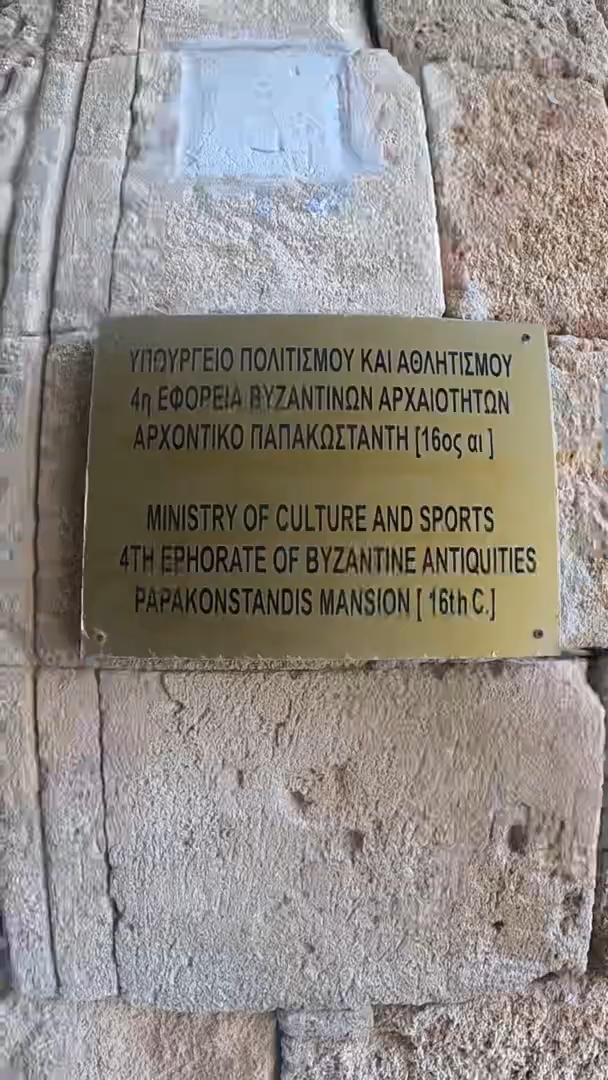 ΥΠΟΥΡΓΕΙΟ ΠΟΛΙΤΙΣΜΟΥ ΚΑΙ ΑΘΛΗΤΙΣΜΟΥ
4η ΕΦΟΡΕΙΑ ΒΥΖΑΝΤΙΝΩΝ ΑΡΧΑΙΟΤΗΤΩΝ
ΑΡΧΟΝΤΙΚΟ ΠΑΠΑΚΩΣΤΑΝΤΗ [16ος αι ]
MINISTRY OF CULTURE AND SPORTS
4TH EPHORATE OF BYZANTINE ANTIQUITIES
PAPAKONSTANDIS MANSION [ 16th C.]